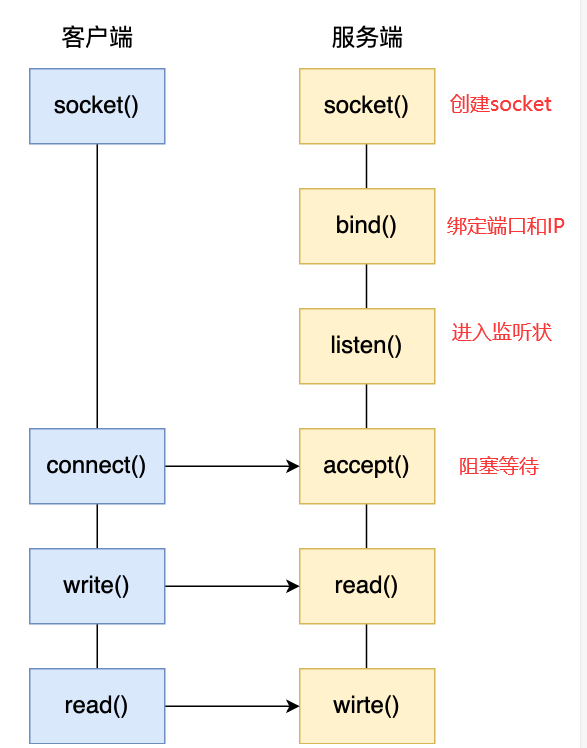 客户端 服务端
socket() socket() 创建socket
bind() 绑定端口和IP
listen() 进入监听状
connect() accept() 阻塞等待
write() read()
read() wirte()